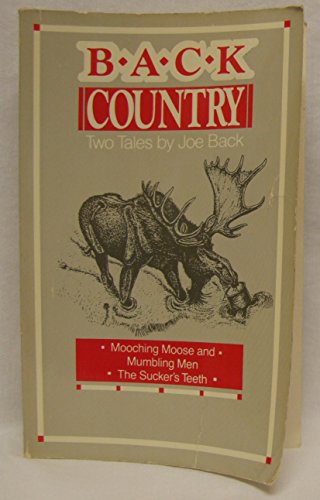 B·A·C·K
COUNTRY
Two Tales by Joe Back
▪ Mooching Moose and ▪
Mumbling Men
▪ The Sucker's Teeth ▪